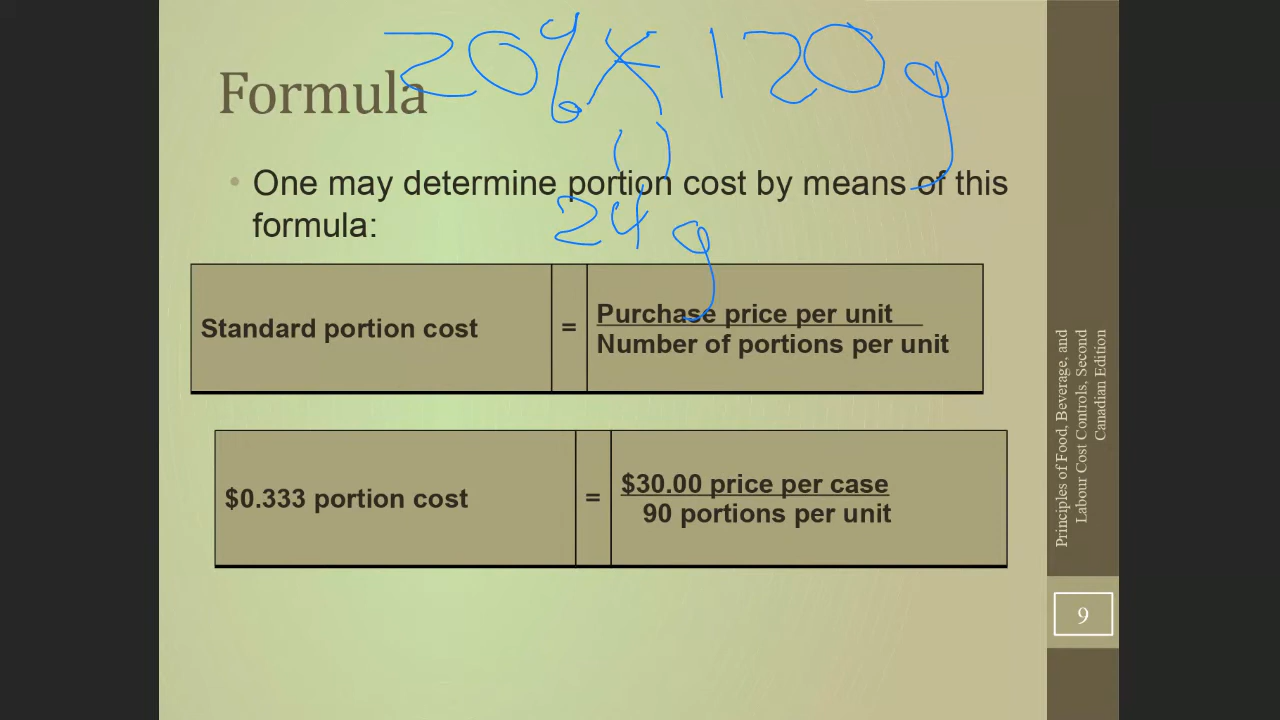 20% x 120g
Formula
• One may determine portion cost by means of this
formula:
24g
Standard portion cost = Purchase price per unit
Number of portions per unit
$0.333 portion cost = $30.00 price per case
90 portions per unit
Principles of Food, Beverage, and
Labour Cost Controls, Second
Canadian Edition
9